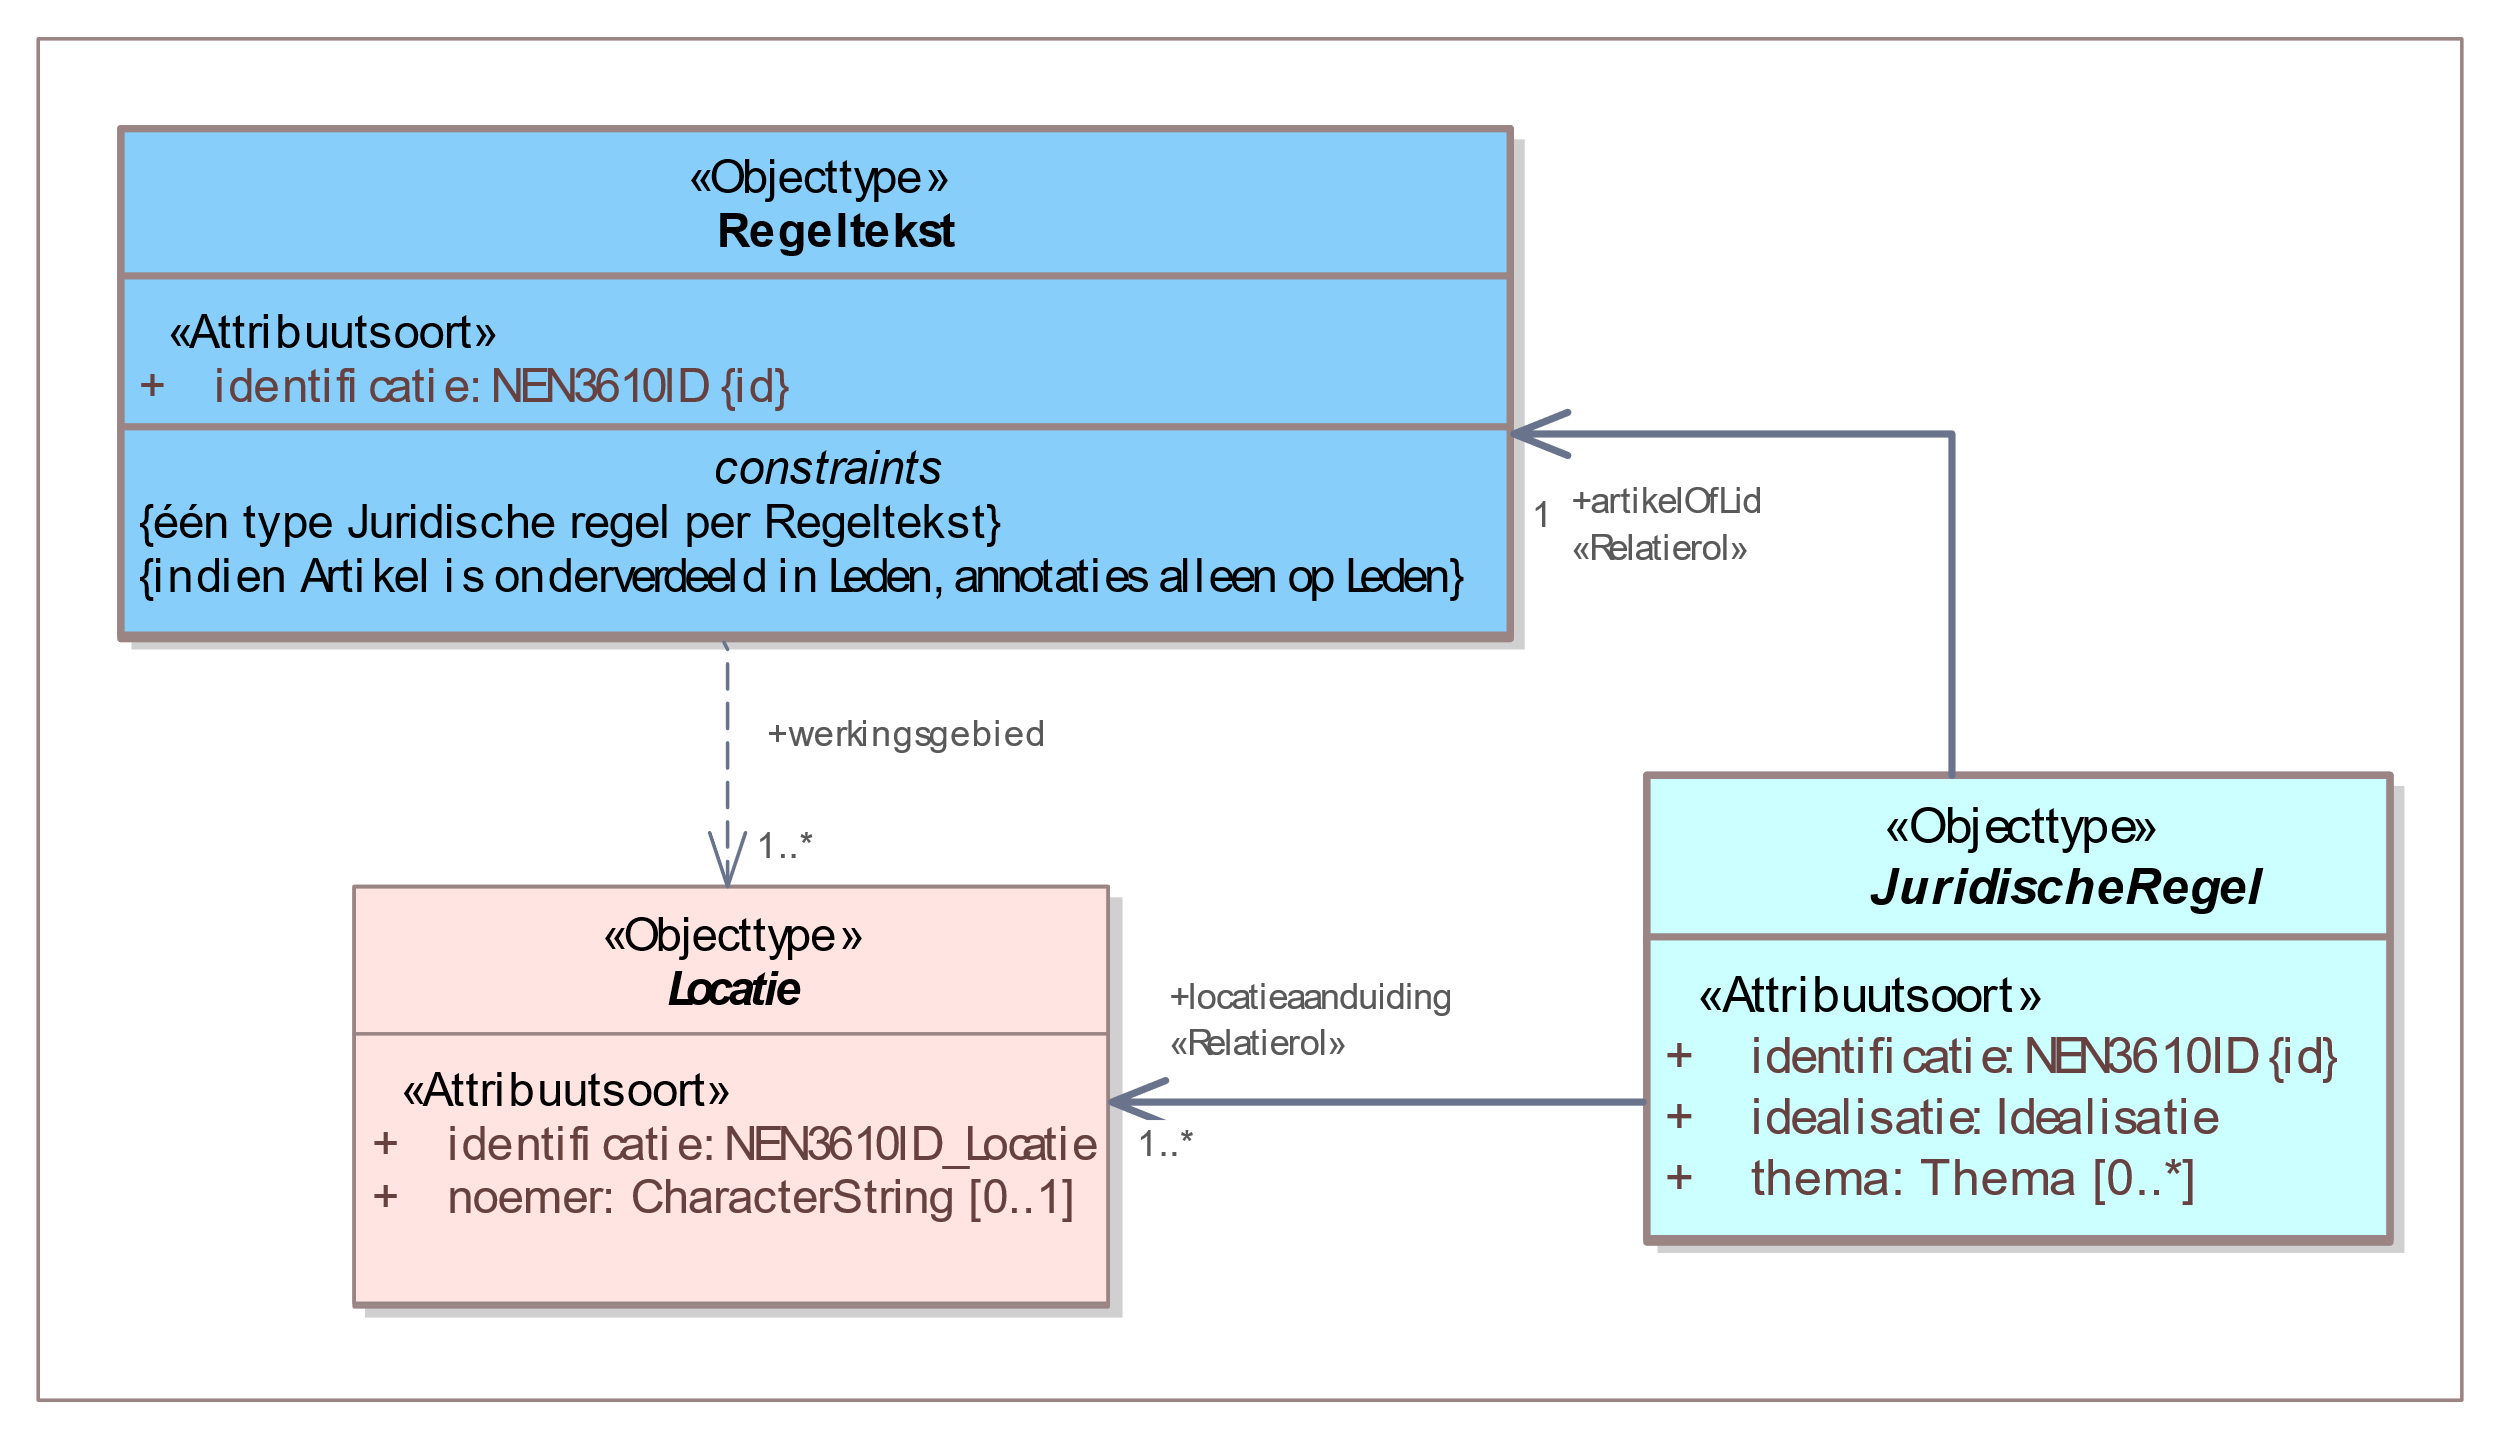 «Objecttype»
Regeltekst
«Attribuutsoort»
+ identificatie: NEN3610ID {id}
constraints
{één type Juridische regel per Regeltekst}
{indien Artikel is onderverdeeld in Leden, annotaties alleen op Leden}
1
+artikelOfLid
«Relatierol»
+werkingsgebied
1..*
«Objecttype»
JuridischeRegel
«Attribuutsoort»
+ identificatie: NEN3610ID {id}
+ idealisatie: Idealisatie
+ thema: Thema [0..*]
«Objecttype»
Locatie
«Attribuutsoort»
+ identificatie: NEN3610ID_Locatie
+ noemer: CharacterString [0..1]
+locatieaanduiding
«Relatierol»
1..*